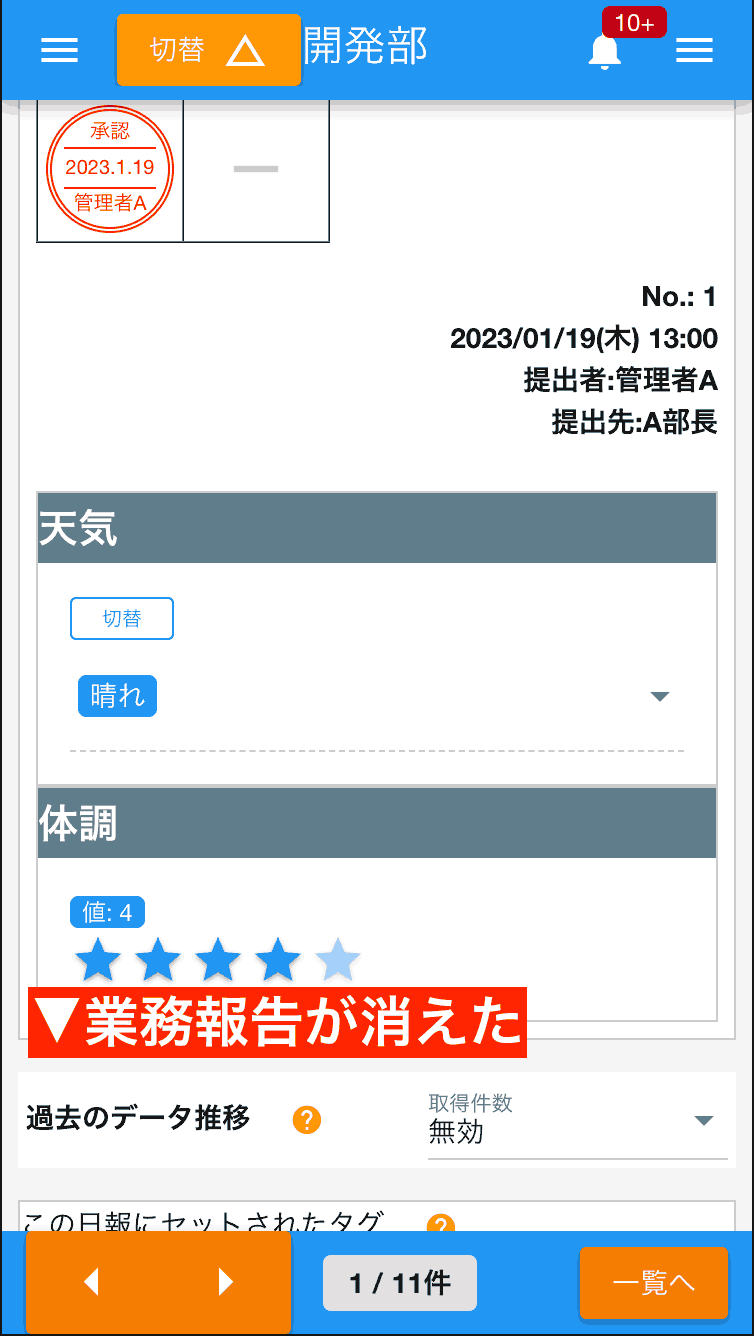 切替 △ 開発部 10+
承認
2023.1.19
管理者A
No.: 1
2023/01/19(木) 13:00
提出者:管理者A
提出先:A部長
天気
切替
晴れ
体調
値: 4
▼業務報告が消えた
過去のデータ推移 ?
取得件数
無効
この日報にセットされたタグ ?
1 / 11件
一覧へ